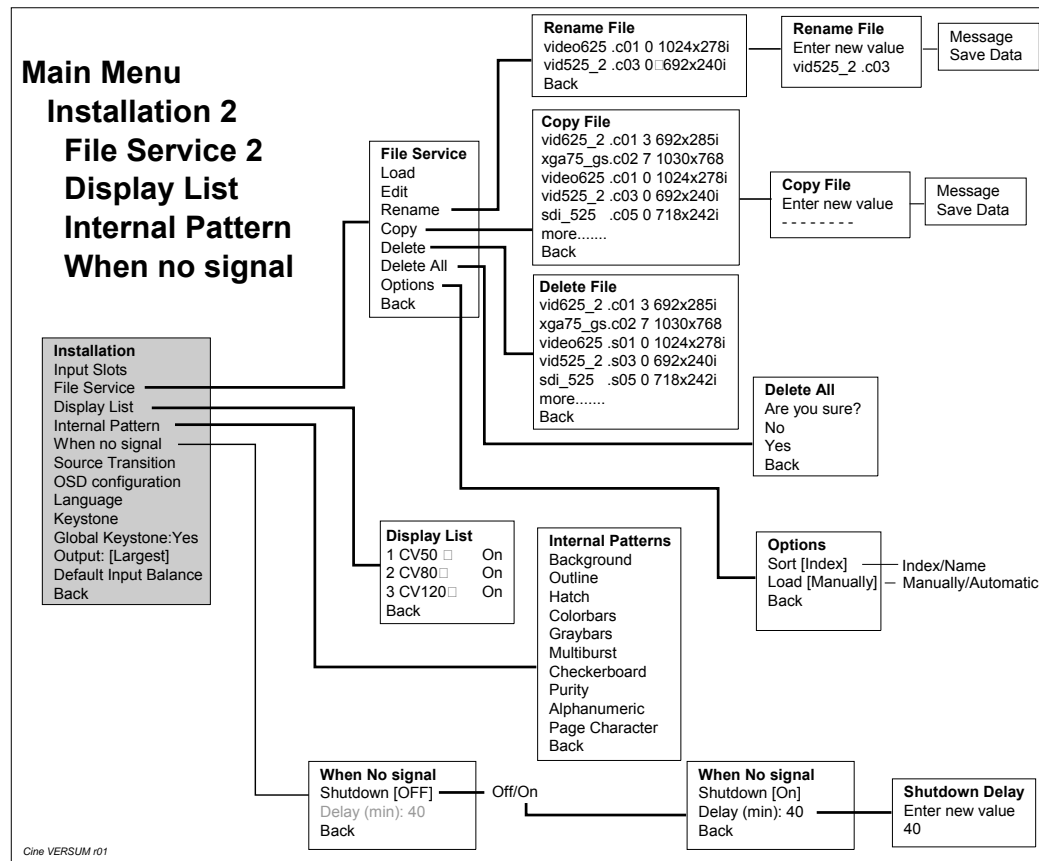 Main Menu
Installation 2
File Service 2
Display List
Internal Pattern
When no signal
Installation
Input Slots
File Service
Display List
Internal Pattern
When no signal
Source Transition
OSD configuration
Language
Keystone
Global Keystone:Yes
Output: [Largest]
Default Input Balance
Back
File Service
Load
Edit
Rename
Copy
Delete
Delete All
Options
Back
Rename File
video625 .c01 0 1024x278i
vid525_2 .c03 0□692x240i
Back
Rename File
Enter new value
vid525_2 .c03
Message
Save Data
Copy File
vid625_2 .c01 3 692x285i
xga75_gs.c02 7 1030x768
video625 .c01 0 1024x278i
vid525_2 .c03 0 692x240i
sdi_525 .c05 0 718x242i
more.......
Back
Copy File
Enter new value
- - - - - - - -
Message
Save Data
Delete File
vid625_2 .c01 3 692x285i
xga75_gs.c02 7 1030x768
video625 .s01 0 1024x278i
vid525_2 .s03 0 692x240i
sdi_525 .s05 0 718x242i
more.......
Back
Delete All
Are you sure?
No
Yes
Back
Display List
1 CV50 □ On
2 CV80□ On
3 CV120□ On
Back
Internal Patterns
Background
Outline
Hatch
Colorbars
Graybars
Multiburst
Checkerboard
Purity
Alphanumeric
Page Character
Back
Options
Sort [Index]
Load [Manually]
Back
Index/Name
Manually/Automatic
When No signal
Shutdown [OFF]
Delay (min): 40
Back
Off/On
When No signal
Shutdown [On]
Delay (min): 40
Back
Shutdown Delay
Enter new value
40
Cine VERSUM r01